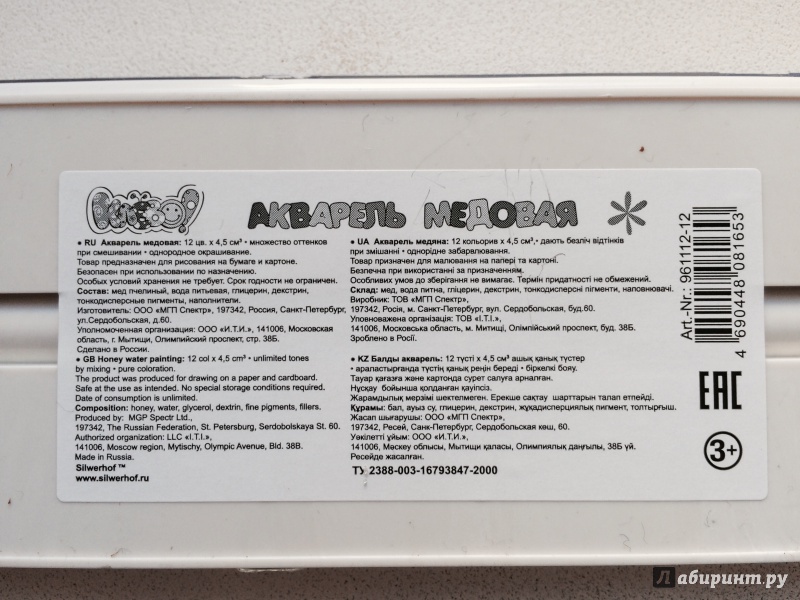 АКВАРЕЛЬ МЕДОВАЯ
● RU Акварель медовая: 12 цв. х 4,5 см³ • множество оттенков
при смешивании • однородное окрашивание.
Товар предназначен для рисования на бумаге и картоне.
Безопасен при использовании по назначению.
Особых условий хранения не требует. Срок годности не ограничен.
Состав: мед пчелиный, вода питьевая, глицерин, декстрин,
тонкодисперсные пигменты, наполнители.
Изготовитель: ООО «МГП Спектр», 197342, Россия, Санкт-Петербург,
ул.Сердобольская, д.60.
Уполномоченная организация: ООО «И.Т.И.», 141006, Московская
область, г. Мытищи, Олимпийский проспект, стр. 38Б.
Сделано в России.
● GB Honey water painting: 12 col x 4,5 cm³ • unlimited tones
by mixing • pure coloration.
The product was produced for drawing on a paper and cardboard.
Safe at the use as intended. No special storage conditions required.
Date of consumption is unlimited.
Composition: honey, water, glycerol, dextrin, fine pigments, fillers.
Produced by: MGP Spectr Ltd.,
197342, The Russian Federation, St. Petersburg, Serdobolskaya St. 60.
Authorized organization: LLC «I.T.I.»,
141006, Moscow region, Mytischy, Olympic Avenue, Bld. 38B.
Made in Russia.
Silwerhof ™
www.silwerhof.ru
● UA Акварель медяна: 12 кольорив х 4,5 см³ • дають безліч відтінків
при змішанні • однорідне забарвлювання.
Товар призначен для малювання на папері та картоні.
Безпечна при використанні за призначенням.
Особливих умов до зберігання не вимагає. Термін придатності не обмежений.
Склад: мед, вода питна, гліцерин, декстрин, тонкодисперсні пігменти, наповнювачі.
Виробник: ТОВ «МГП Спектр»,
197342, Росія, м. Санкт-Петербург, вул. Сердобольская, буд.60.
Уповноважена організація: ТОВ «І.Т.І.»,
141006, Московська область, м. Митищі, Олімпійський проспект, буд. 38Б.
Зроблено в Росії.
● KZ Балды акварель: 12 түсті х 4,5 см³ ашық қанық түстер
• араластырғанда түстің қанық реңін береді • біркелкі бояу.
Тауар қағазға және картонда сурет салуға арналған.
Нұсқау бойынша қолданған қауіпсіз.
Жарамдылық мерзімі шектелмеген. Ерекше сақтау шарттарын талап етпейді.
Құрамы: бал, ауыз су, глицерин, декстрин, жұқадисперциялық пигмент, толтырғыш.
Жасап шығарушы: ООО «МГП Спектр»,
197342, Ресей, Санк-Петербург, Сердобольская кеш, 60.
Уәкілетті ұйым: ООО «И.Т.И.»,
141006, Мәскеу облысы, Мытищи қаласы, Олимпиялық даңғылы, 38Б үй.
Ресейде жасалған.
ТУ 2388-003-16793847-2000
Art.-Nr.: 961112-12
4 690448 081653
EAC
3+
Лабиринт.ру